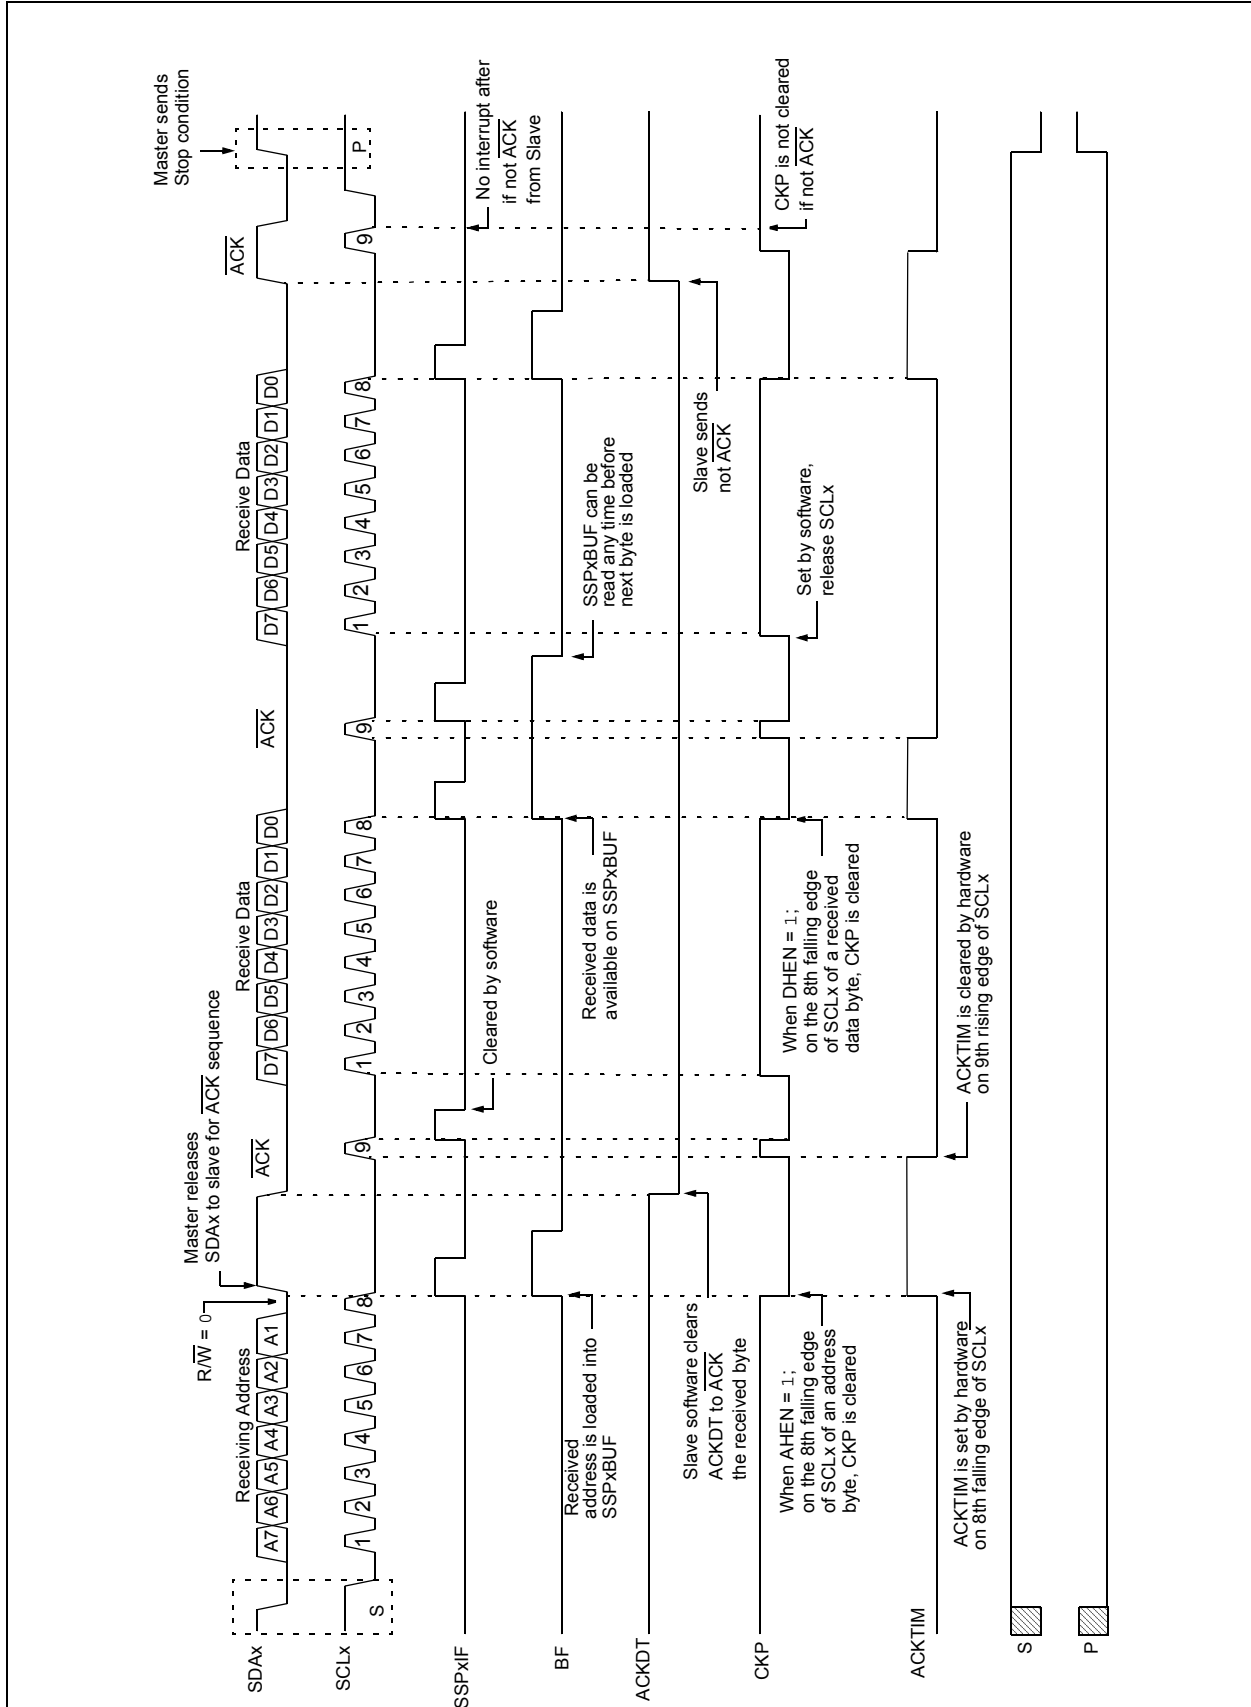 Master sends
Stop condition
Master releases
SDAx to slave for ACK sequence
R/W = 0
Receiving Address
Receive Data
Receive Data
ACK
ACK
ACK
SDAx
A7 A6 A5 A4 A3 A2 A1
D7 D6 D5 D4 D3 D2 D1 D0
D7 D6 D5 D4 D3 D2 D1 D0
SCLx
S
1 2 3 4 5 6 7 8 9
1 2 3 4 5 6 7 8 9
1 2 3 4 5 6 7 8 9
P
SSPxIF
Cleared by software
No interrupt after
if not ACK
from Slave
BF
Received
address is loaded into
SSPxBUF
Received data is
available on SSPxBUF
SSPxBUF can be
read any time before
next byte is loaded
ACKDT
Slave software clears
ACKDT to ACK
the received byte
Slave sends
not ACK
CKP
When AHEN = 1;
on the 8th falling edge
of SCLx of an address
byte, CKP is cleared
When DHEN = 1;
on the 8th falling edge
of SCLx of a received
data byte, CKP is cleared
Set by software,
release SCLx
CKP is not cleared
if not ACK
ACKTIM
ACKTIM is set by hardware
on 8th falling edge of SCLx
ACKTIM is cleared by hardware
on 9th rising edge of SCLx
S
P